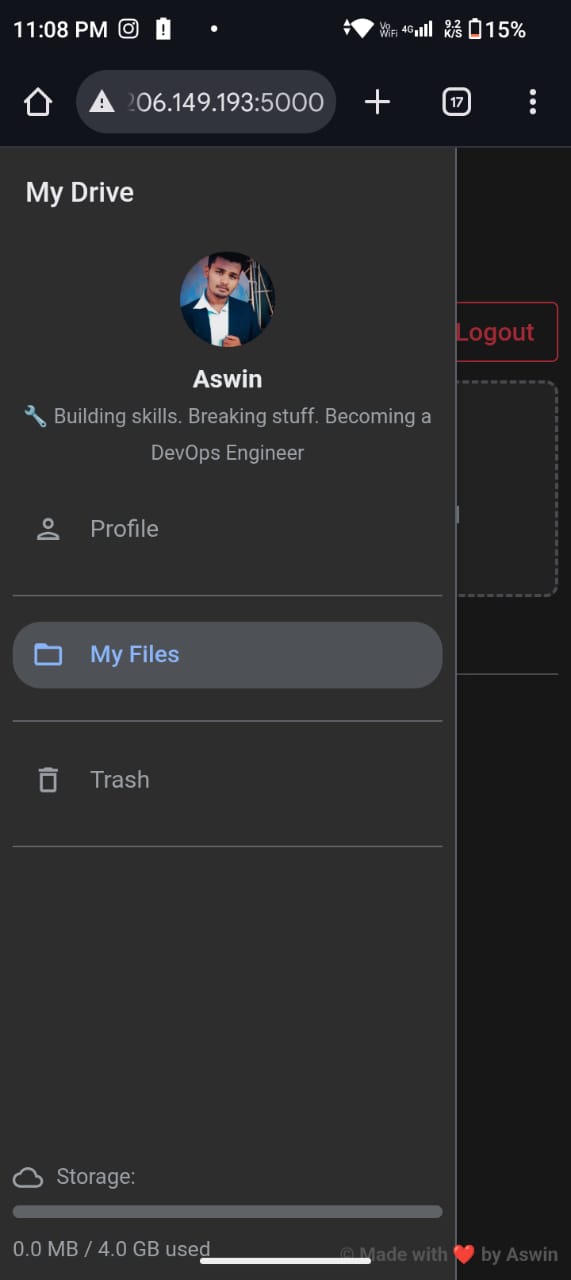 11:08 PM
Vo WiFi 4G 9.2 K/S 15%
206.149.193:5000
17
My Drive
Logout
Aswin
🔧 Building skills. Breaking stuff. Becoming a
DevOps Engineer
Profile
My Files
Trash
Storage:
0.0 MB / 4.0 GB used
© Made with ❤️ by Aswin